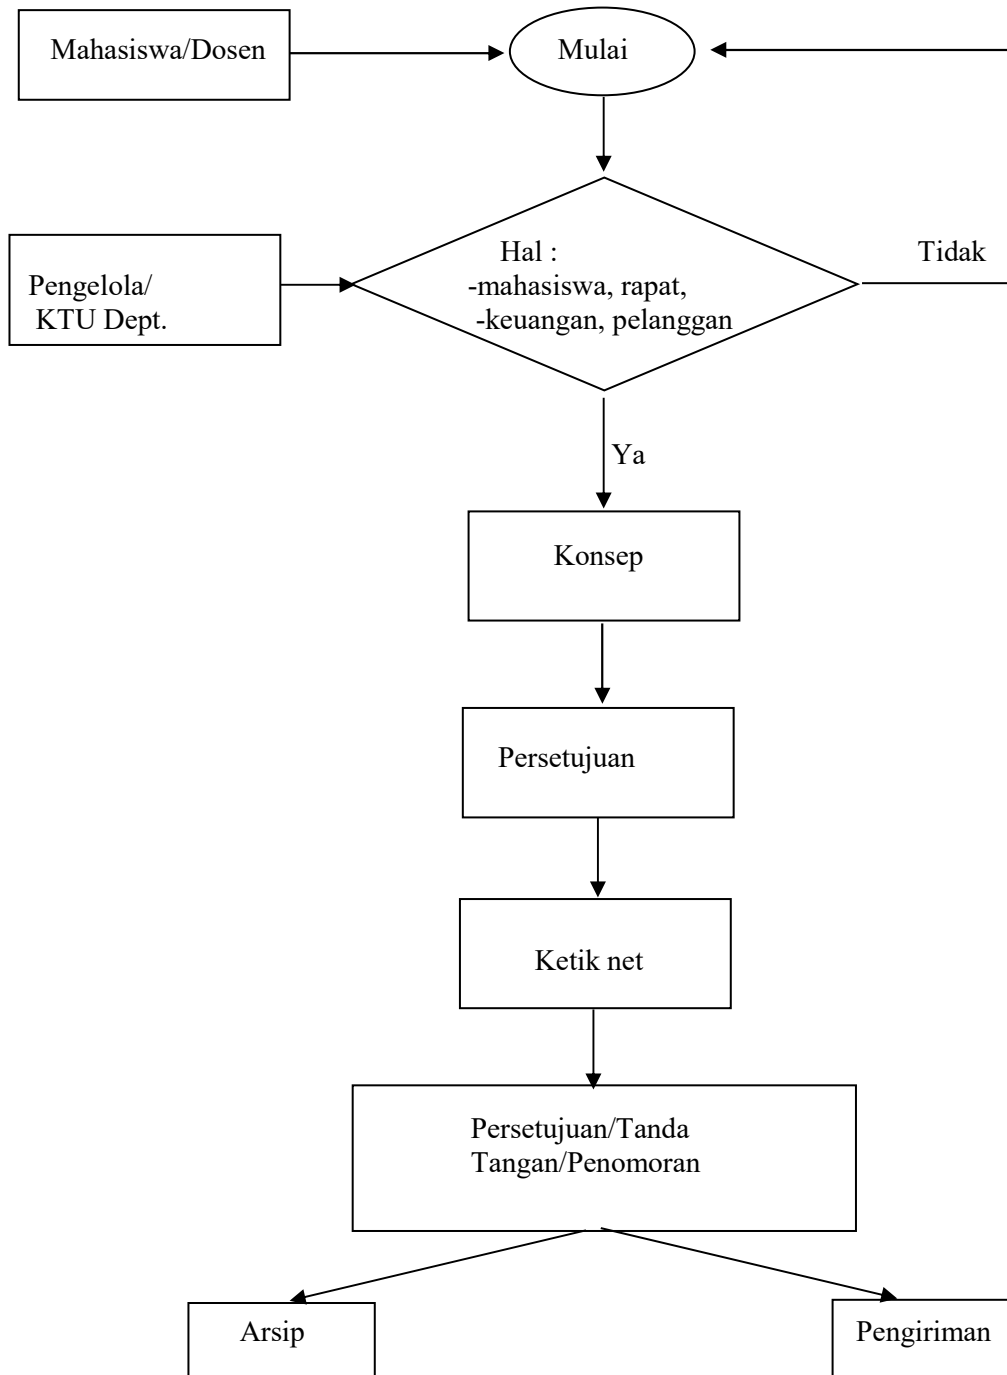 Mahasiswa/Dosen
Mulai
Hal :
-mahasiswa, rapat,
-keuangan, pelanggan
Tidak
Pengelola/
KTU Dept.
Ya
Konsep
Persetujuan
Ketik net
Persetujuan/Tanda
Tangan/Penomoran
Arsip
Pengiriman